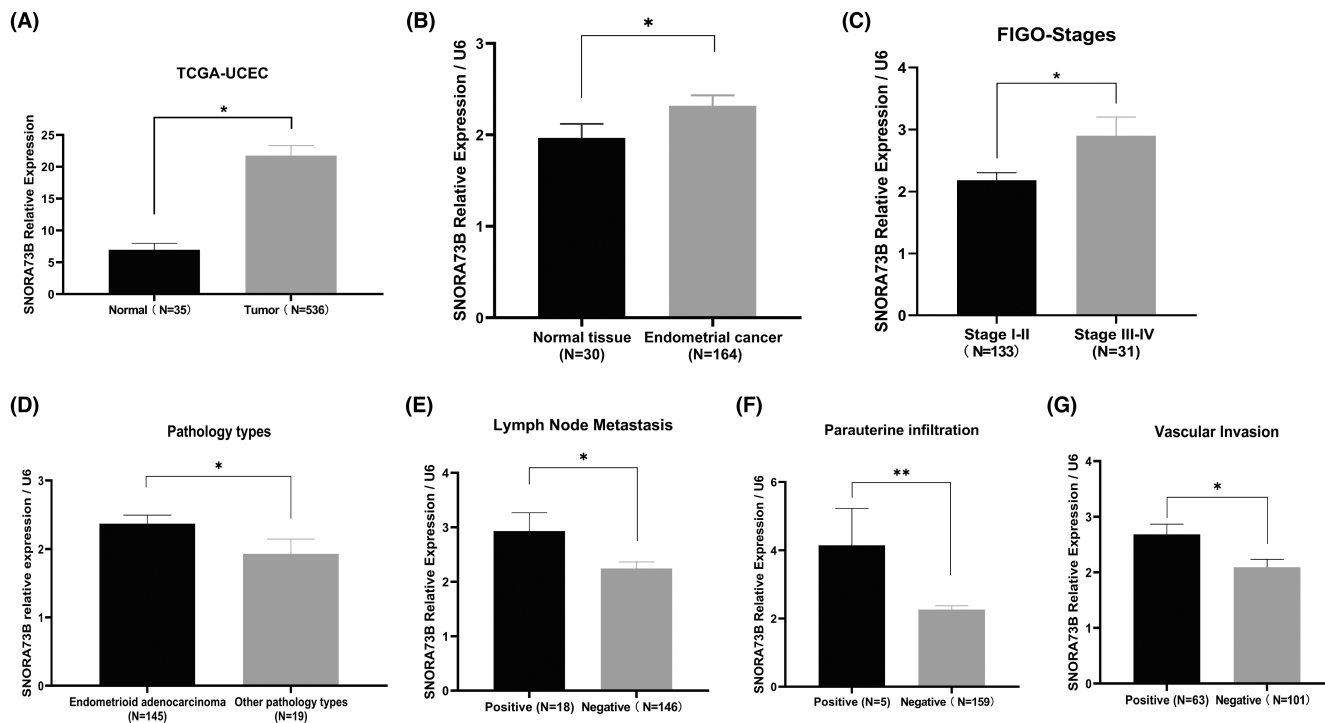 (A)
TCGA-UCEC
*
SNORA73B Relative Expression
25
20
15
10
5
0
Normal ( N=35)
Tumor ( N=536)
(B)
*
SNORA73B Relative Expression / U6
3
2
1
0
Normal tissue
(N=30)
Endometrial cancer
(N=164)
(C)
FIGO-Stages
*
SNORA73B Relative Expression / U6
4
3
2
1
0
Stage I-II
( N=133)
Stage III-IV
(N=31)
(D)
Pathology types
*
SNORA73B relative expression / U6
3
2
1
0
Endometrioid adenocarcinoma
(N=145)
Other pathology types
(N=19)
(E)
Lymph Node Metastasis
*
SNORA73B Relative Expression / U6
4
3
2
1
0
Positive (N=18)
Negative ( N=146)
(F)
Parauterine infiltration
**
SNORA73B Relative Expression / U6
6
4
2
0
Positive (N=5)
Negative ( N=159)
(G)
Vascular Invasion
*
SNORA73B Relative Expression / U6
4
3
2
1
0
Positive (N=63)
Negative ( N=101)